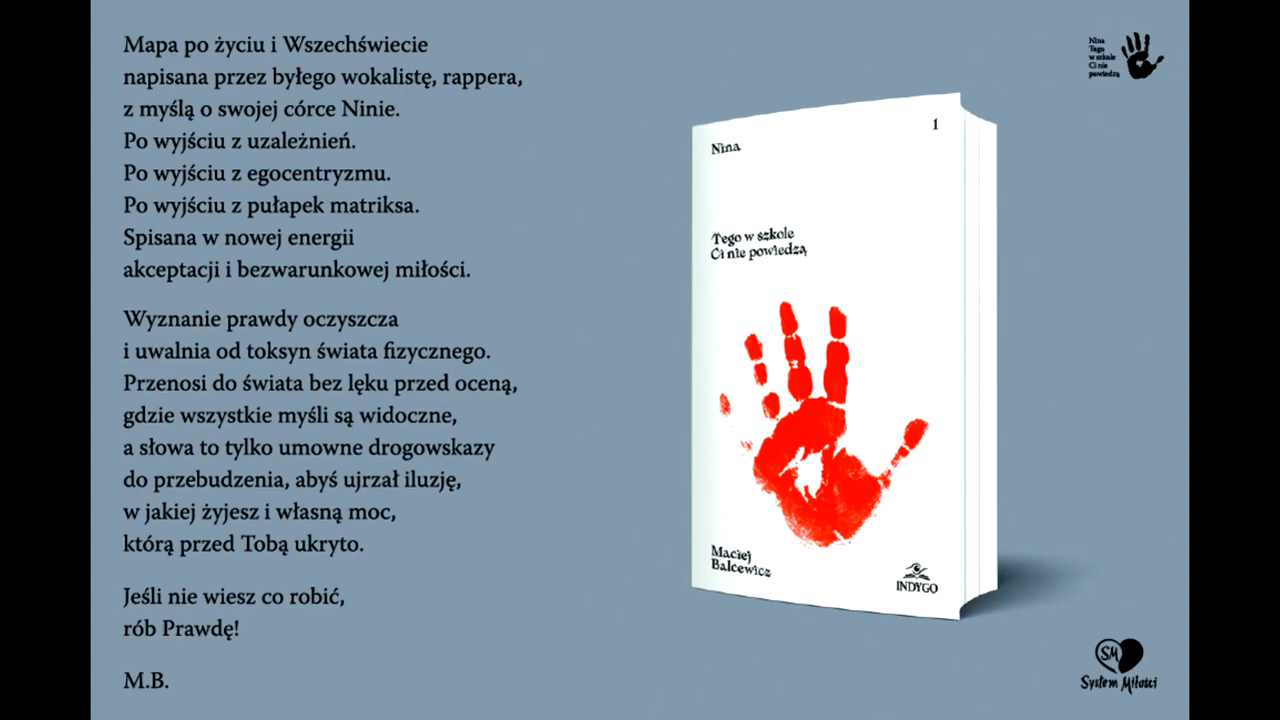 Mapa po życiu i Wszechświecie
napisana przez byłego wokalistę, rappera,
z myślą o swojej córce Ninie.
Po wyjściu z uzależnień.
Po wyjściu z egocentryzmu.
Po wyjściu z pułapek matriksa.
Spisana w nowej energii
akceptacji i bezwarunkowej miłości.
Wyznanie prawdy oczyszcza
i uwalnia od toksyn świata fizycznego.
Przenosi do świata bez lęku przed oceną,
gdzie wszystkie myśli są widoczne,
a słowa to tylko umowne drogowskazy
do przebudzenia, abyś ujrzał iluzję,
w jakiej żyjesz i własną moc,
którą przed Tobą ukryto.
Jeśli nie wiesz co robić,
rób Prawdę!
M.B.
Nina
Tego
w szkole
Ci nie
powiedzą
1
Nina
Tego w szkole
Ci nie powiedzą
Maciej
Balcewicz
INDYGO
SM
System Miłości